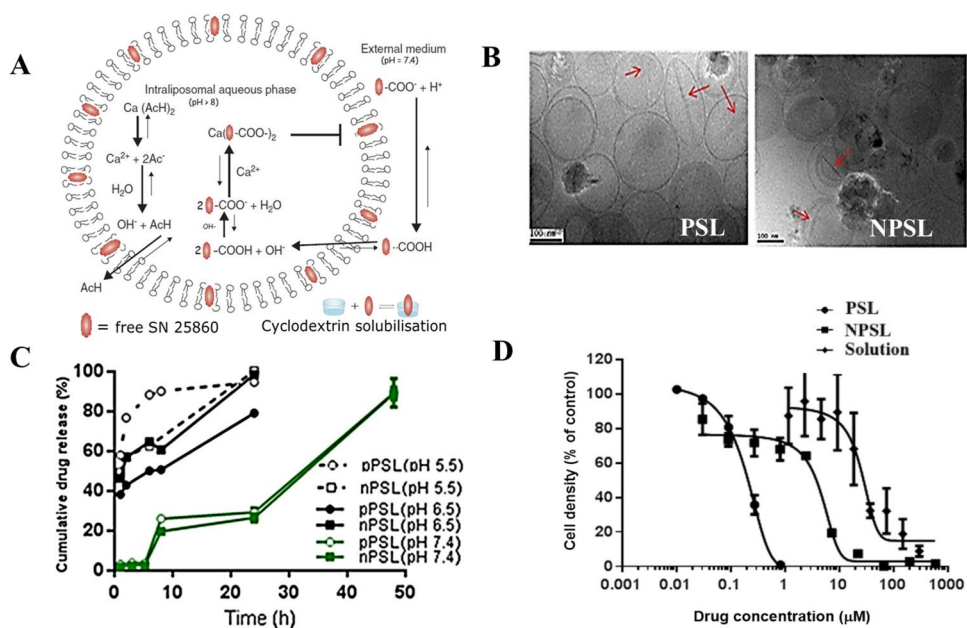 A
Intraliposomal aqueous phase
(pH > 8)
External medium
(pH = 7.4)
Ca (AcH)₂
Ca²⁺ + 2Ac⁻
H₂O
OH⁻ + AcH
AcH
Ca( -COO-)₂
Ca²⁺
2 -COO⁻ + H₂O
OH⁻
2 -COOH + OH⁻
-COO⁻ + H⁺
-COOH
= free SN 25860
+ =
Cyclodextrin solubilisation
B
100 nm
PSL
100 nm
NPSL
C
Cumulative drug release (%)
100
80
60
40
20
0
0 10 20 30 40 50
Time (h)
pPSL(pH 5.5)
nPSL(pH 5.5)
pPSL(pH 6.5)
nPSL(pH 6.5)
pPSL(pH 7.4)
nPSL(pH 7.4)
D
PSL
NPSL
Solution
Cell density (% of control)
120
100
80
60
40
20
0
0.001 0.01 0.1 1 10 100 1000
Drug concentration (µM)